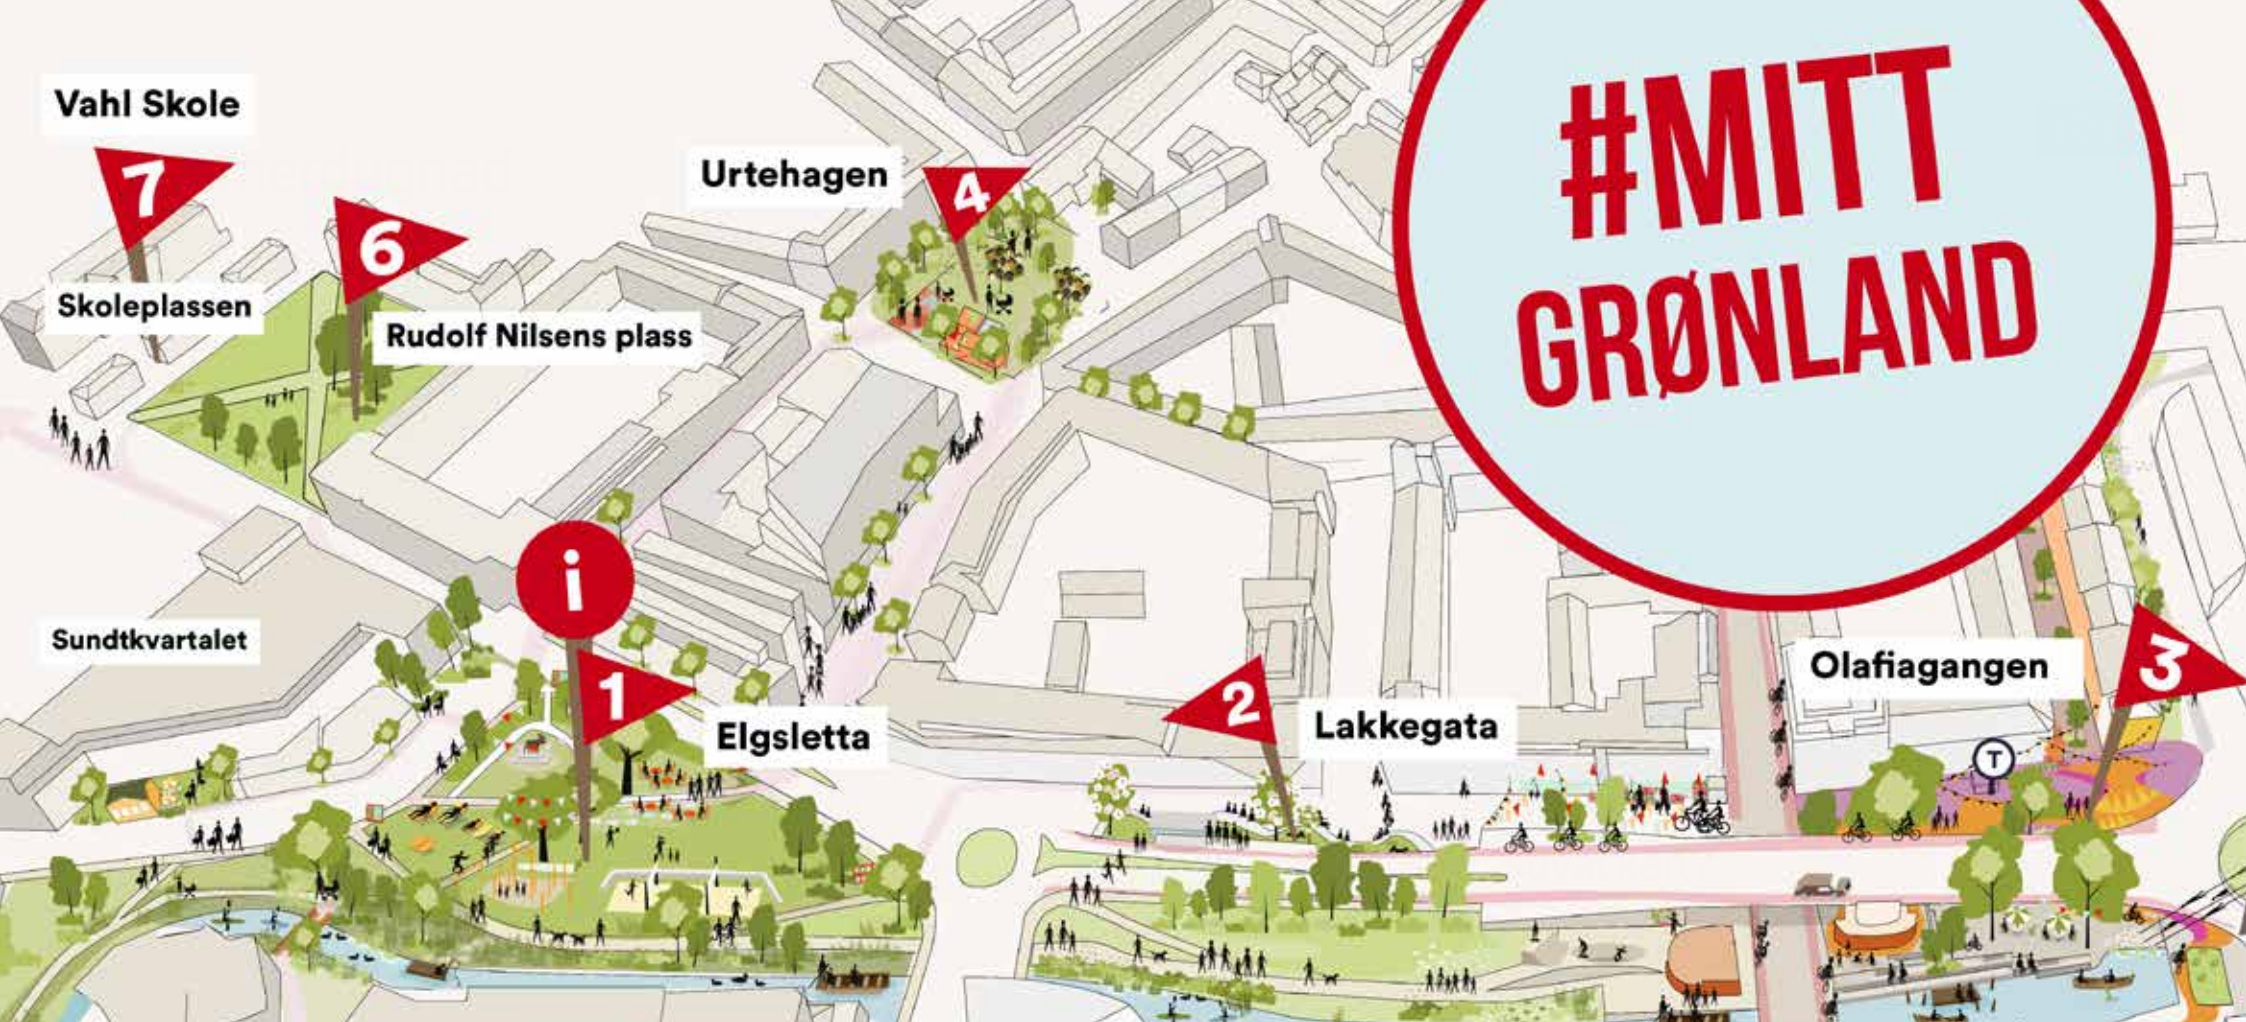 #MITT
GRØNLAND
Vahl Skole
7
6
Skoleplassen
Rudolf Nilsens plass
Urtehagen
4
Sundtkvartalet
i
1
Elgsletta
2
Lakkegata
Olafiagangen
3
T